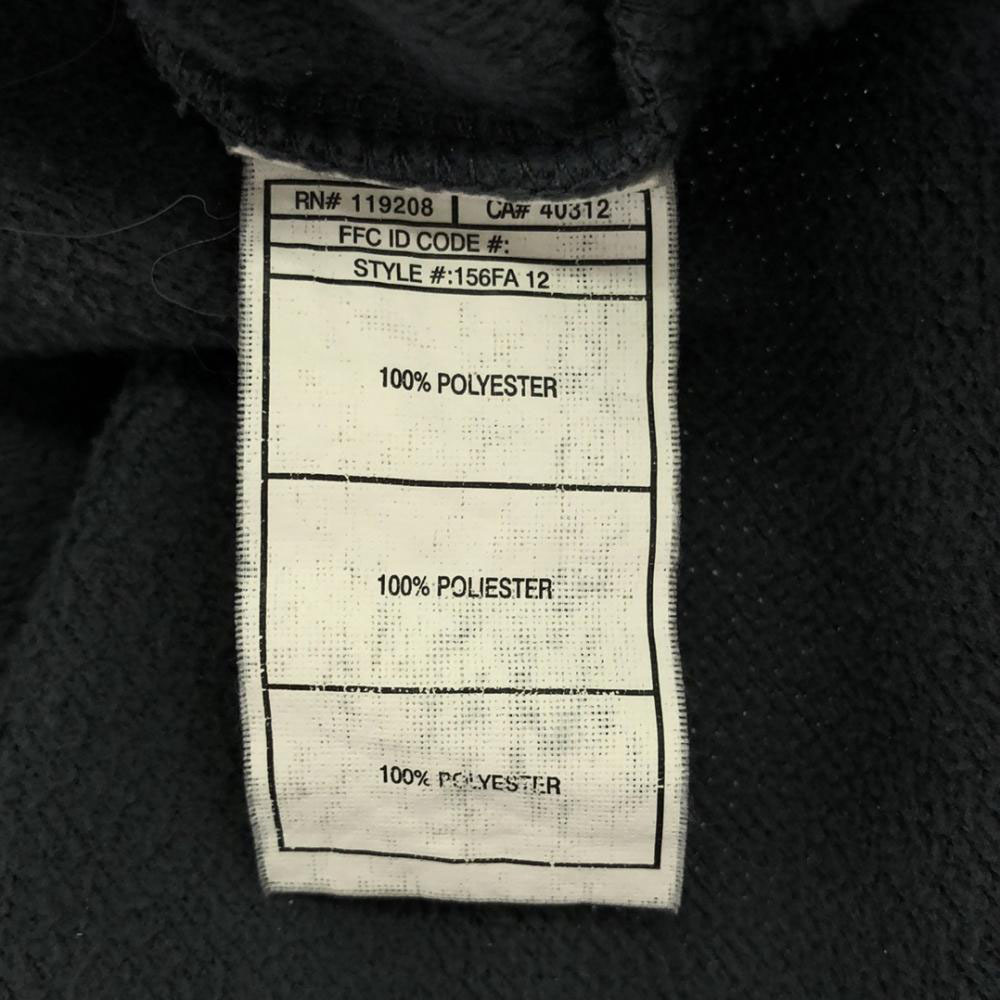 RN# 119208 CA# 40312
FFC ID CODE #:
STYLE #:156FA 12
100% POLYESTER
100% POLIESTER
100% POLYESTER